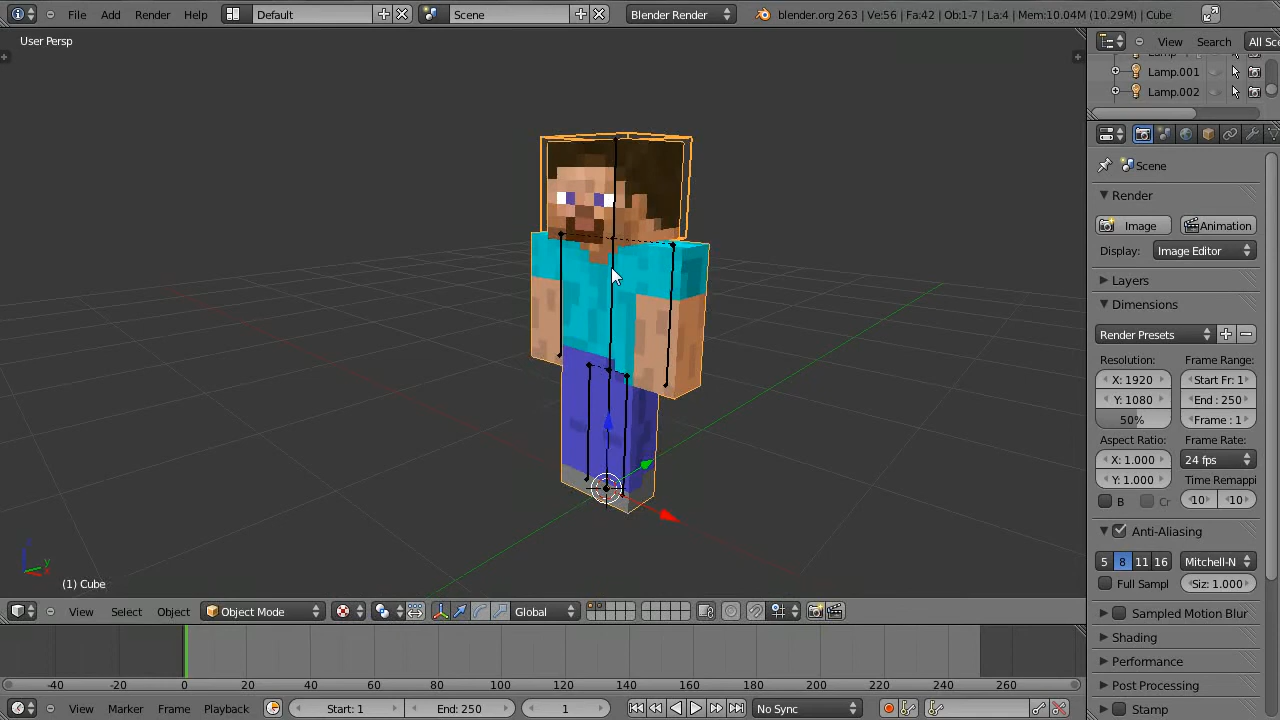 Add Render Help Default Scene Blender Render blender.org 263 | Ve:56 | Fa:42 | Ob:1-7 | La:4 | Mem:10.04M (10.29M) | Cube
User Persp
View Search All Sce
Lamp.001
Lamp.002
Scene
Render
Image Animation
Display: Image Editor
Layers
Dimensions
Render Presets
Resolution: Frame Range:
X: 1920 Start Fr: 1
Y: 1080 End : 250
50% Frame : 1
Aspect Ratio: Frame Rate:
X: 1.000 24 fps
Y: 1.000 Time Remappi
B Cr 10 10
Anti-Aliasing
5 8 11 16 Mitchell-N
Full Sampl Siz: 1.000
Sampled Motion Blur
Shading
Performance
Post Processing
Stamp
z y x
(1) Cube
View Select Object Object Mode Global
-40 -20 0 20 40 60 80 100 120 140 160 180 200 220 240 260
View Marker Frame Playback Start: 1 End: 250 1 No Sync